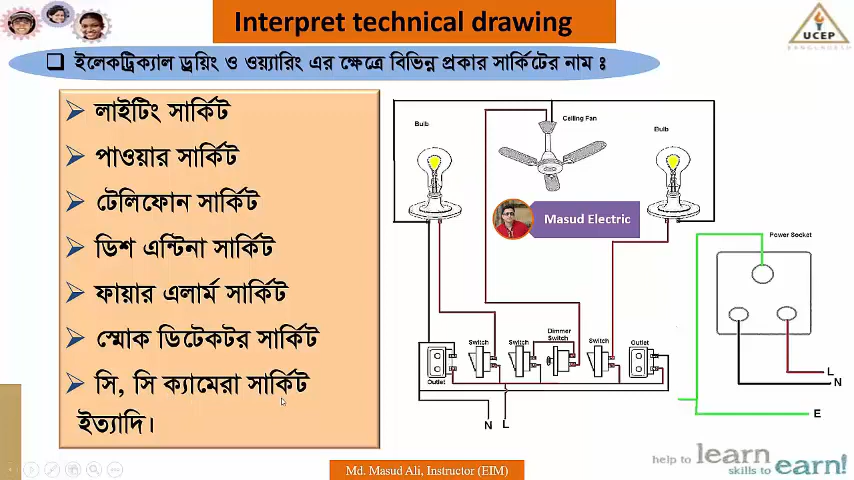 Interpret technical drawing
UCEP
BANGLADESH
ইলেকট্রিক্যাল ড্রয়িং ও ওয়্যারিং এর ক্ষেত্রে বিভিন্ন প্রকার সার্কিটের নাম ঃ
লাইটিং সার্কিট
পাওয়ার সার্কিট
টেলিফোন সার্কিট
ডিশ এন্টিনা সার্কিট
ফায়ার এলার্ম সার্কিট
স্মোক ডিটেকটর সার্কিট
সি, সি ক্যামেরা সার্কিট
ইত্যাদি।
Bulb
Ceiling Fan
Bulb
Masud Electric
Power Socket
Switch
Switch
Dimmer
Switch
Switch
Outlet
Outlet
N
L
L
N
E
Md. Masud Ali, Instructor (EIM)
help to learn
skills to earn!